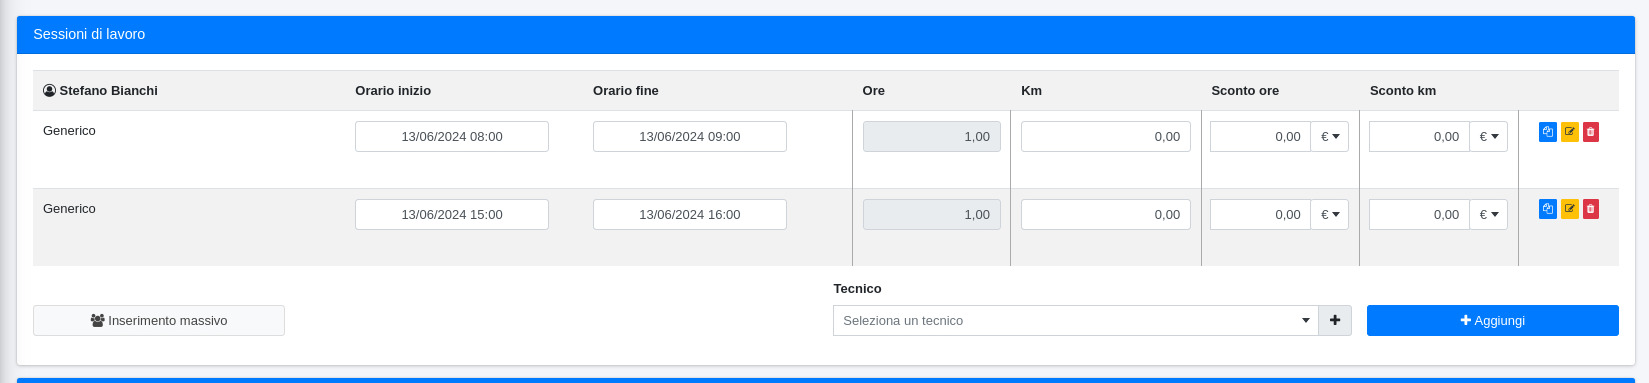 Sessioni di lavoro
Stefano Bianchi Orario inizio Orario fine Ore Km Sconto ore Sconto km
Generico 13/06/2024 08:00 13/06/2024 09:00 1,00 0,00 0,00 € 0,00 €
Generico 13/06/2024 15:00 13/06/2024 16:00 1,00 0,00 0,00 € 0,00 €
Tecnico
Inserimento massivo Seleziona un tecnico Aggiungi